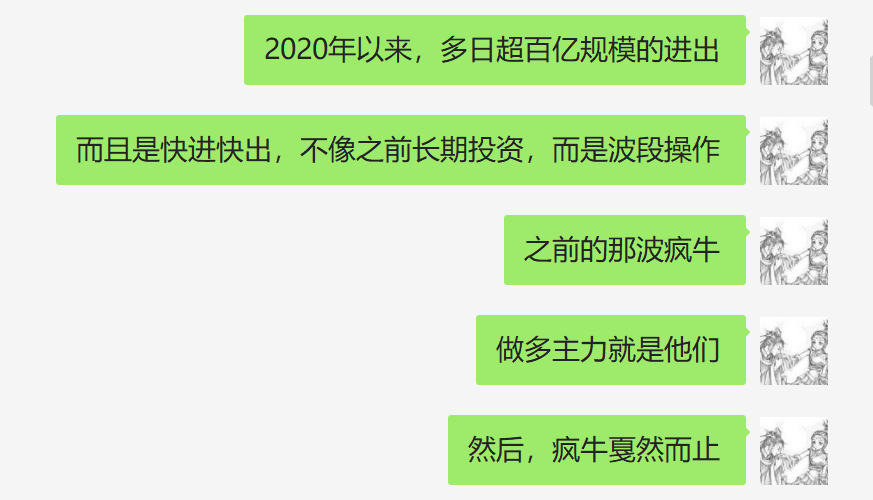 2020年以来，多日超百亿规模的进出
而且是快进快出，不像之前长期投资，而是波段操作
之前的那波疯牛
做多主力就是他们
然后，疯牛戛然而止